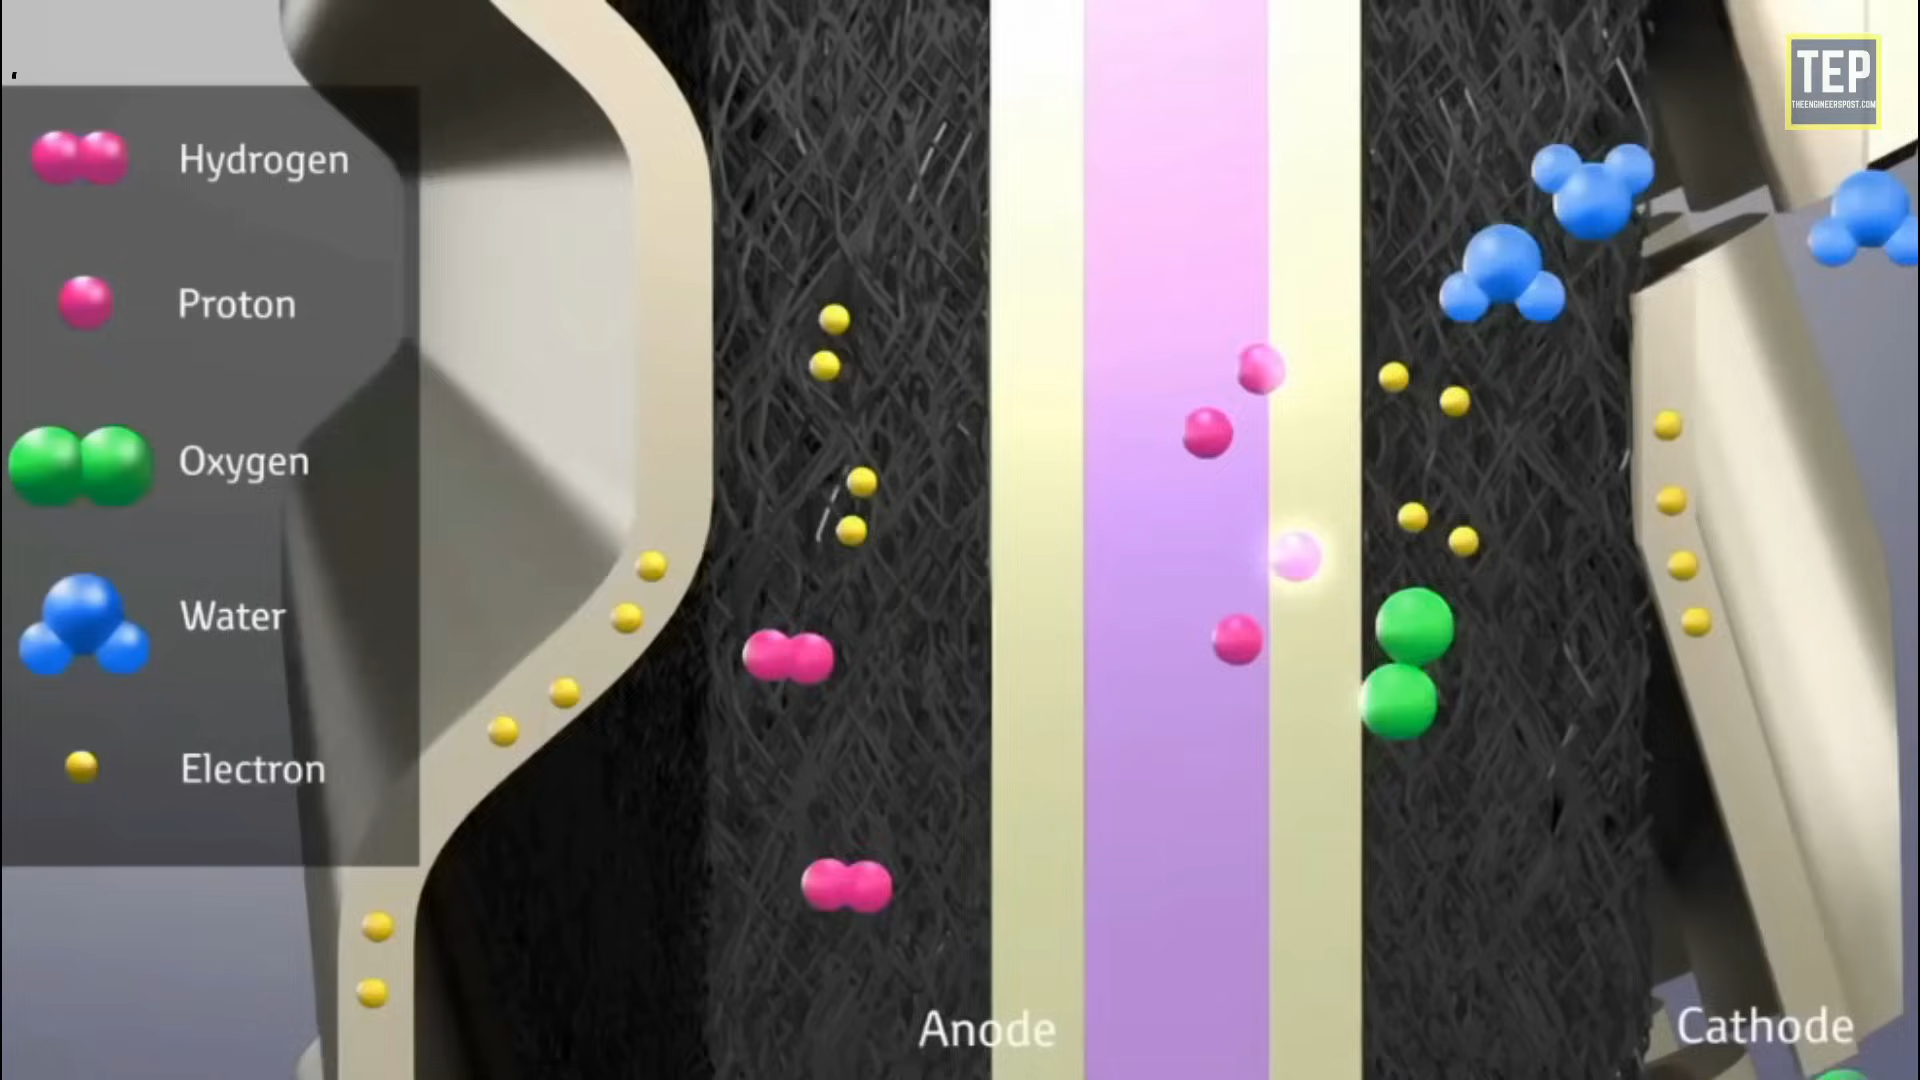 TEP
THEENGINEERSPOST.COM
Hydrogen
Proton
Oxygen
Water
Electron
Anode
Cathode